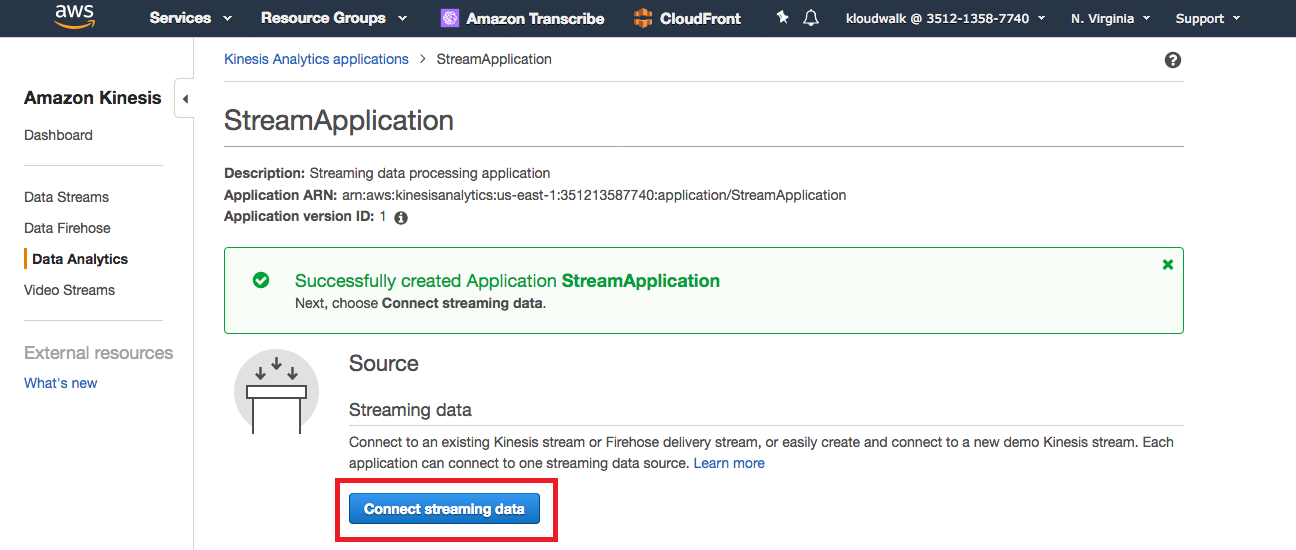 aws Services Resource Groups Amazon Transcribe CloudFront kloudwalk @ 3512-1358-7740 N. Virginia Support
Kinesis Analytics applications > StreamApplication
Amazon Kinesis
Dashboard
Data Streams
Data Firehose
Data Analytics
Video Streams
External resources
What's new
StreamApplication
Description: Streaming data processing application
Application ARN: arn:aws:kinesisanalytics:us-east-1:351213587740:application/StreamApplication
Application version ID: 1
Successfully created Application StreamApplication
Next, choose Connect streaming data.
Source
Streaming data
Connect to an existing Kinesis stream or Firehose delivery stream, or easily create and connect to a new demo Kinesis stream. Each
application can connect to one streaming data source. Learn more
Connect streaming data